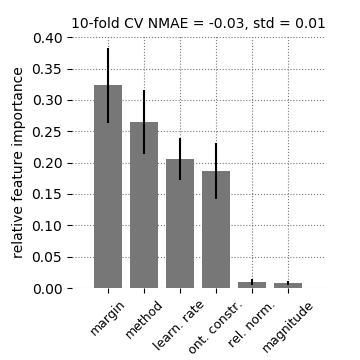 10-fold CV NMAE = -0.03, std = 0.01
0.40
0.35
0.30
0.25
0.20
0.15
0.10
0.05
0.00
relative feature importance
margin
method
learn. rate
ont. constr.
rel. norm.
magnitude